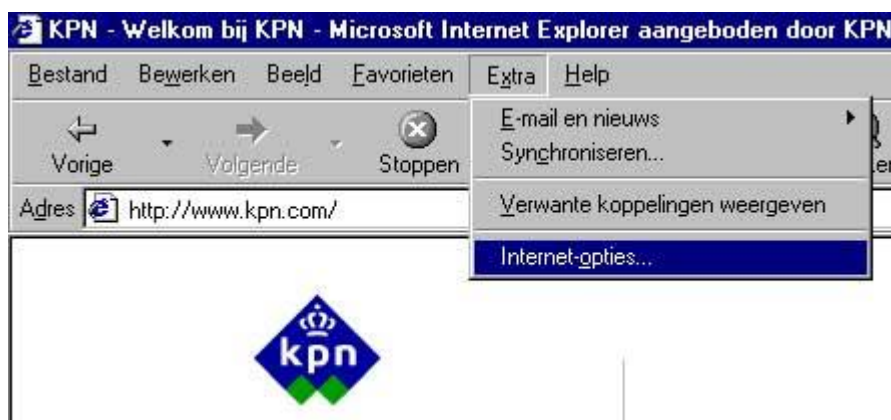 KPN - Welkom bij KPN - Microsoft Internet Explorer aangeboden door KPN
Bestand Bewerken Beeld Favorieten Extra Help
Vorige Volgende Stoppen
E-mail en nieuws
Synchroniseren...
Verwante koppelingen weergeven
Internet-opties...
Adres http://www.kpn.com/
kpn